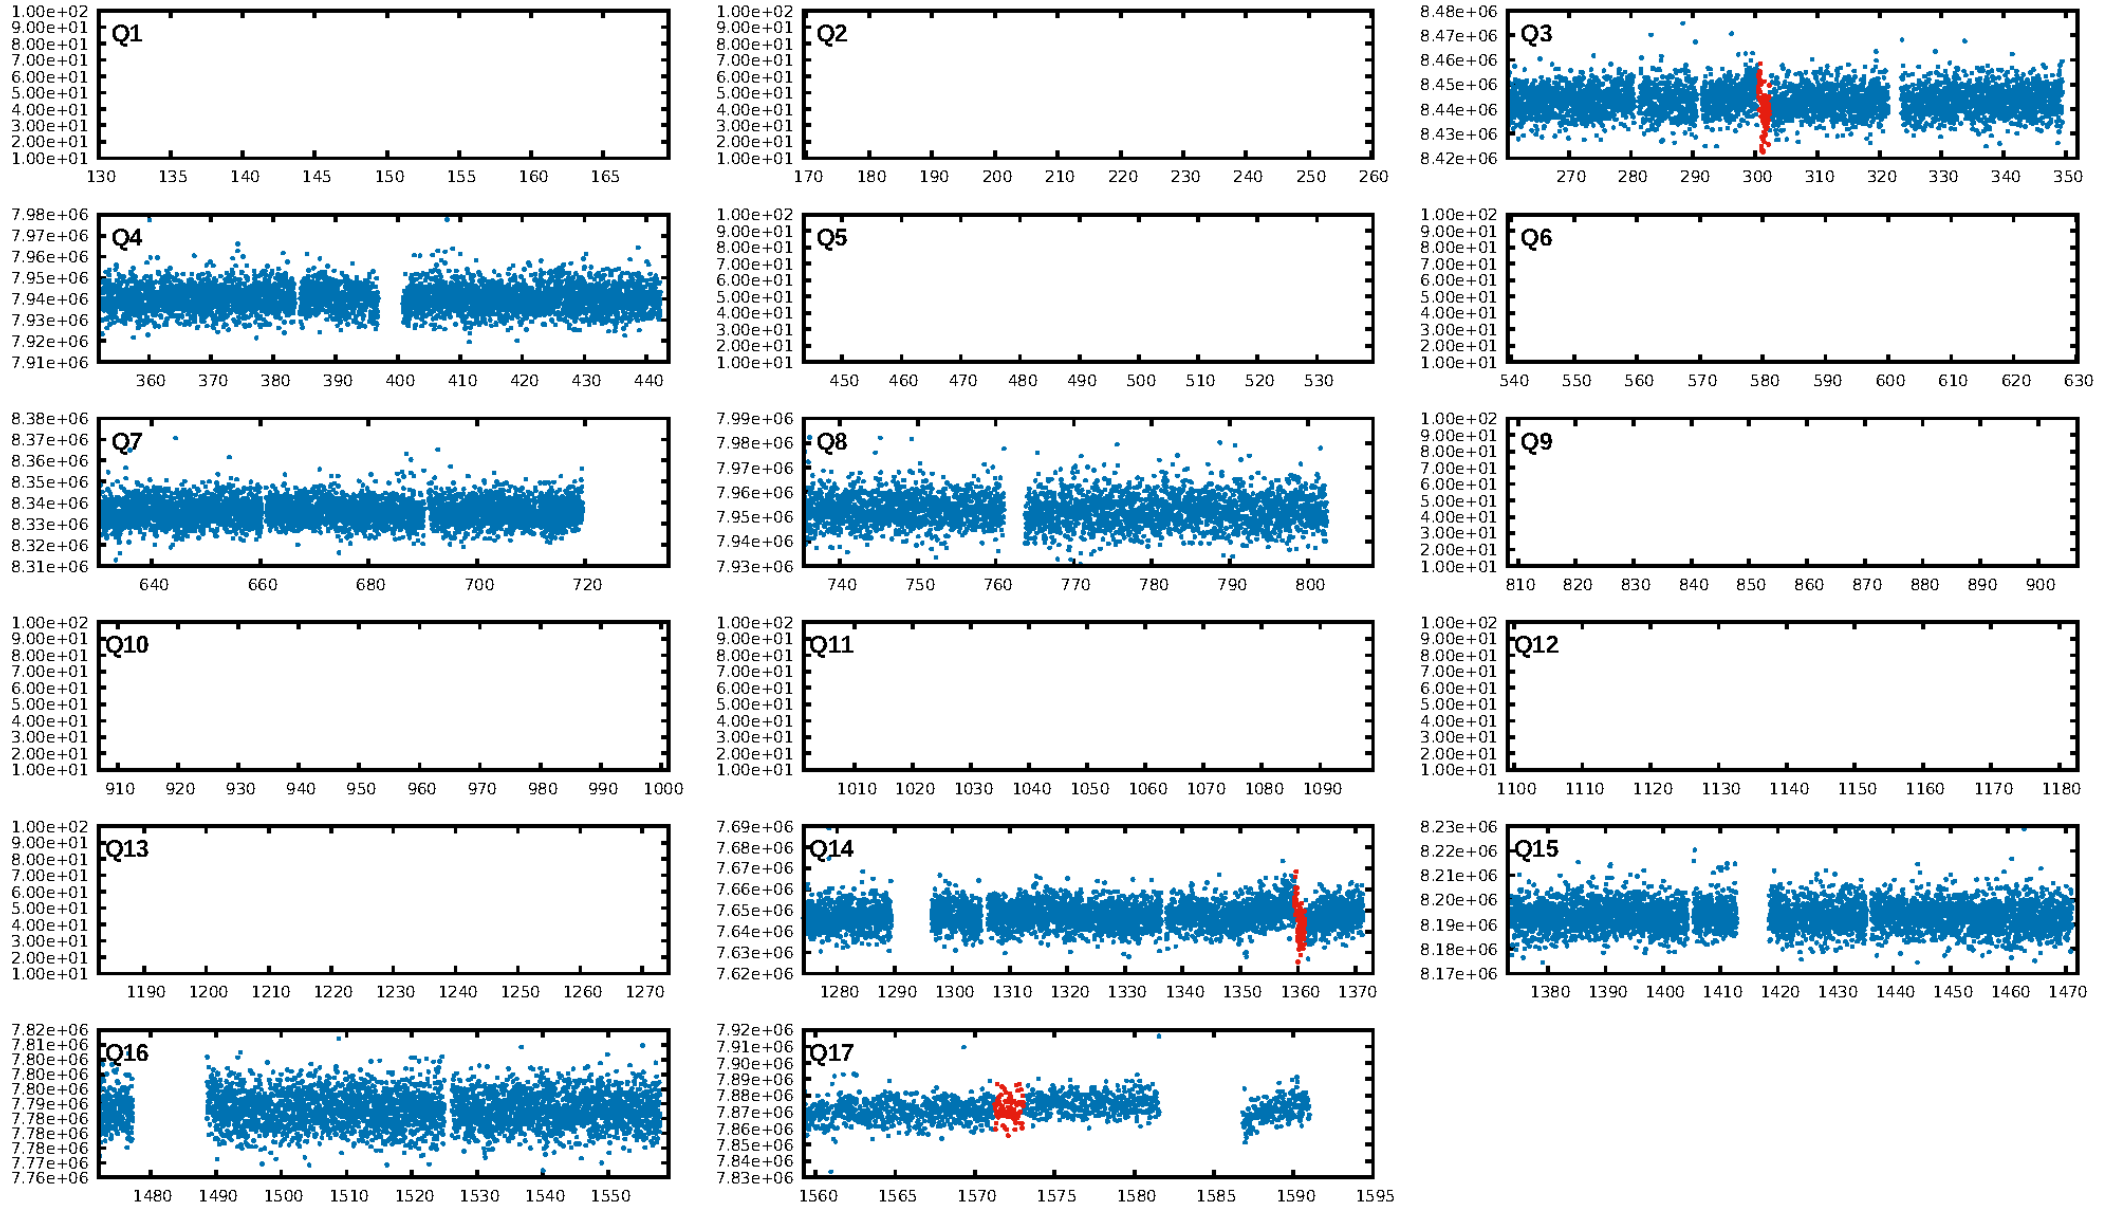 Q1
1.00e+02
9.00e+01
8.00e+01
7.00e+01
6.00e+01
5.00e+01
4.00e+01
3.00e+01
2.00e+01
1.00e+01
130 135 140 145 150 155 160 165
Q2
1.00e+02
9.00e+01
8.00e+01
7.00e+01
6.00e+01
5.00e+01
4.00e+01
3.00e+01
2.00e+01
1.00e+01
170 180 190 200 210 220 230 240 250 260
Q3
8.48e+06
8.47e+06
8.46e+06
8.45e+06
8.44e+06
8.43e+06
8.42e+06
270 280 290 300 310 320 330 340 350
Q4
7.98e+06
7.97e+06
7.96e+06
7.95e+06
7.94e+06
7.93e+06
7.92e+06
7.91e+06
360 370 380 390 400 410 420 430 440
Q5
1.00e+02
9.00e+01
8.00e+01
7.00e+01
6.00e+01
5.00e+01
4.00e+01
3.00e+01
2.00e+01
1.00e+01
450 460 470 480 490 500 510 520 530
Q6
1.00e+02
9.00e+01
8.00e+01
7.00e+01
6.00e+01
5.00e+01
4.00e+01
3.00e+01
2.00e+01
1.00e+01
540 550 560 570 580 590 600 610 620 630
Q7
8.38e+06
8.37e+06
8.36e+06
8.35e+06
8.34e+06
8.33e+06
8.32e+06
8.31e+06
640 660 680 700 720
Q8
7.99e+06
7.98e+06
7.97e+06
7.96e+06
7.95e+06
7.94e+06
7.93e+06
740 750 760 770 780 790 800
Q9
1.00e+02
9.00e+01
8.00e+01
7.00e+01
6.00e+01
5.00e+01
4.00e+01
3.00e+01
2.00e+01
1.00e+01
810 820 830 840 850 860 870 880 890 900
Q10
1.00e+02
9.00e+01
8.00e+01
7.00e+01
6.00e+01
5.00e+01
4.00e+01
3.00e+01
2.00e+01
1.00e+01
910 920 930 940 950 960 970 980 990 1000
Q11
1.00e+02
9.00e+01
8.00e+01
7.00e+01
6.00e+01
5.00e+01
4.00e+01
3.00e+01
2.00e+01
1.00e+01
1010 1020 1030 1040 1050 1060 1070 1080 1090
Q12
1.00e+02
9.00e+01
8.00e+01
7.00e+01
6.00e+01
5.00e+01
4.00e+01
3.00e+01
2.00e+01
1.00e+01
1100 1110 1120 1130 1140 1150 1160 1170 1180
Q13
1.00e+02
9.00e+01
8.00e+01
7.00e+01
6.00e+01
5.00e+01
4.00e+01
3.00e+01
2.00e+01
1.00e+01
1190 1200 1210 1220 1230 1240 1250 1260 1270
Q14
7.69e+06
7.68e+06
7.67e+06
7.66e+06
7.65e+06
7.64e+06
7.63e+06
7.62e+06
1280 1290 1300 1310 1320 1330 1340 1350 1360 1370
Q15
8.23e+06
8.22e+06
8.21e+06
8.20e+06
8.19e+06
8.18e+06
8.17e+06
1380 1390 1400 1410 1420 1430 1440 1450 1460 1470
Q16
7.82e+06
7.81e+06
7.80e+06
7.80e+06
7.80e+06
7.79e+06
7.78e+06
7.78e+06
7.78e+06
7.77e+06
7.76e+06
1480 1490 1500 1510 1520 1530 1540 1550
Q17
7.92e+06
7.91e+06
7.90e+06
7.89e+06
7.88e+06
7.87e+06
7.86e+06
7.85e+06
7.84e+06
7.83e+06
1560 1565 1570 1575 1580 1585 1590 1595